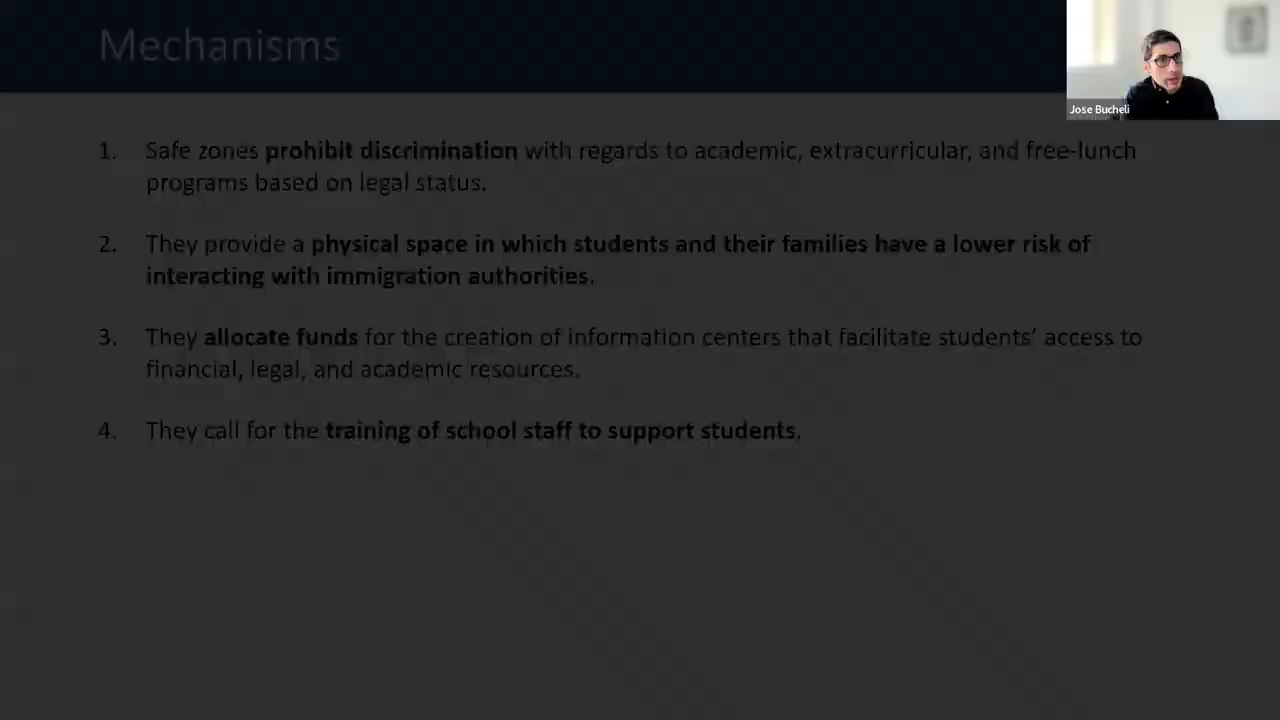 Mechanisms
Jose Bucheli
1. Safe zones prohibit discrimination with regards to academic, extracurricular, and free-lunch
programs based on legal status.
2. They provide a physical space in which students and their families have a lower risk of
interacting with immigration authorities.
3. They allocate funds for the creation of information centers that facilitate students’ access to
financial, legal, and academic resources.
4. They call for the training of school staff to support students.